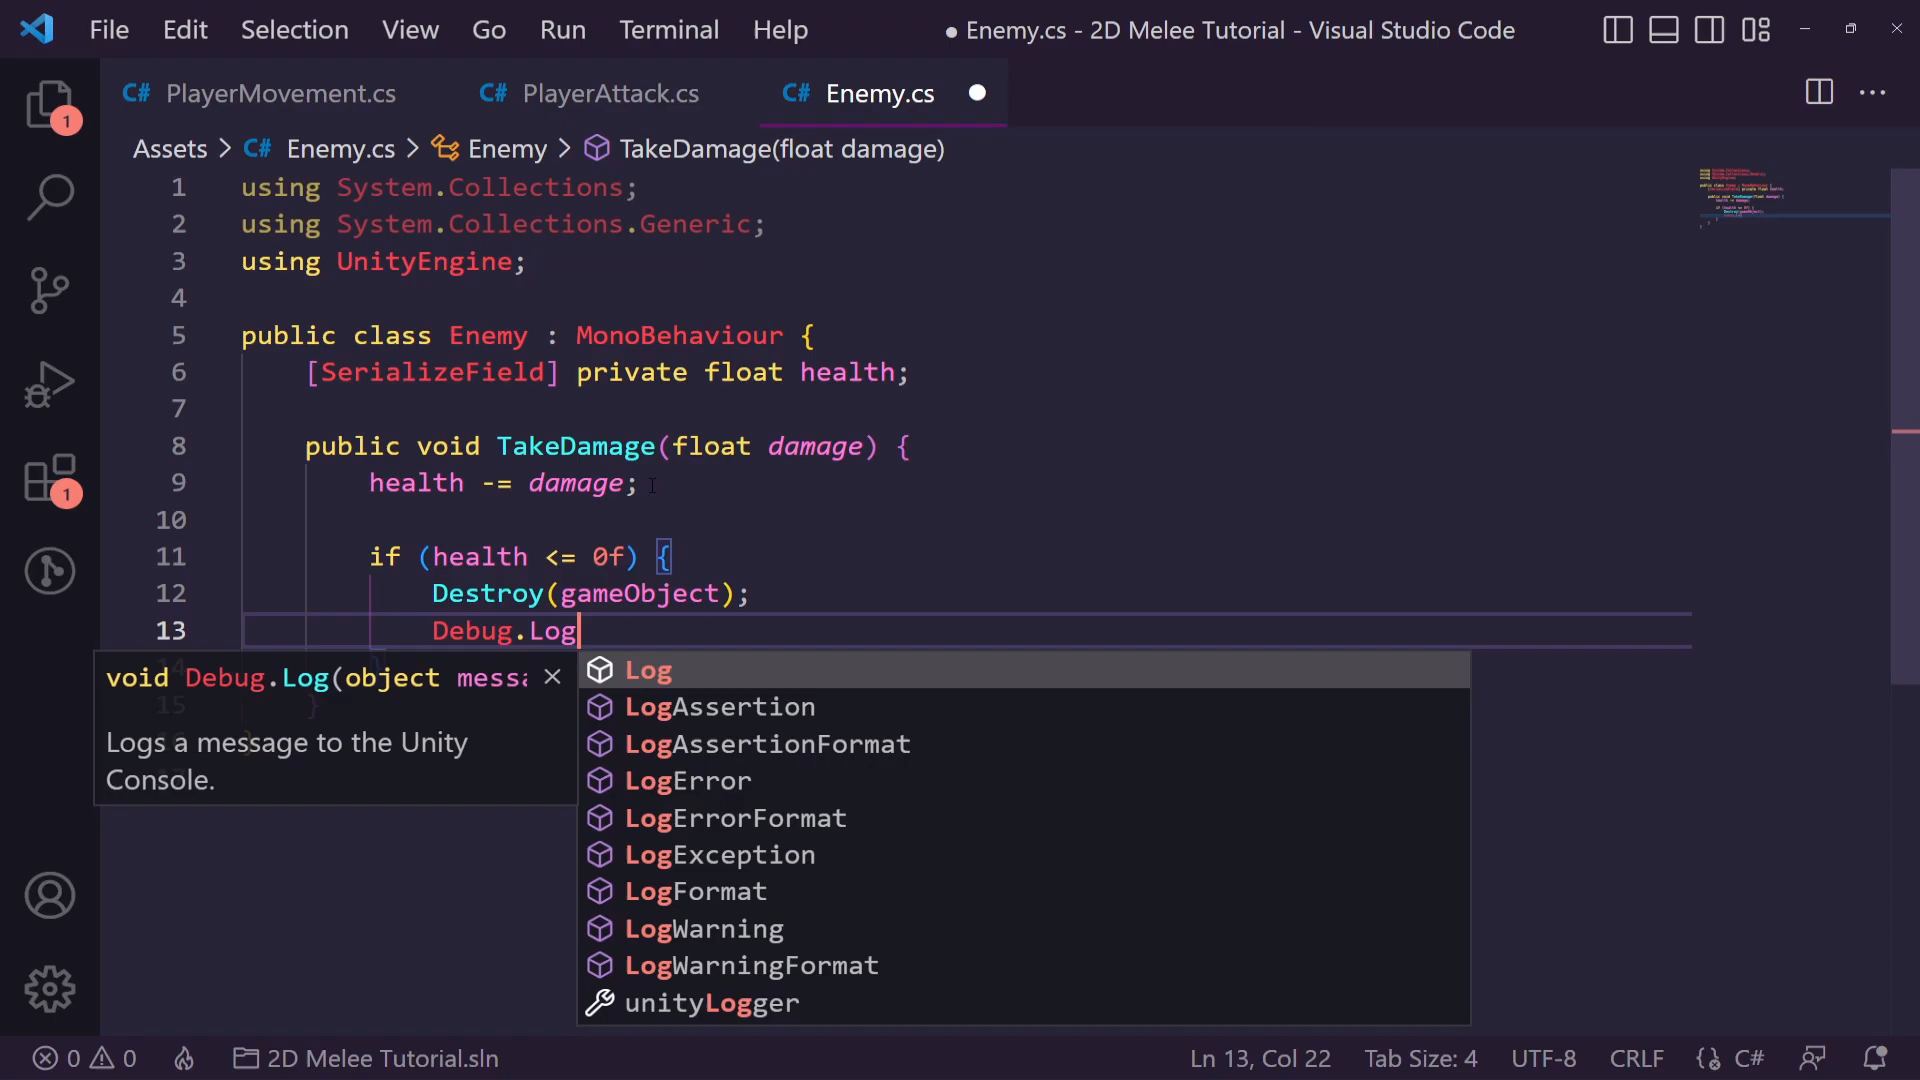 File Edit Selection View Go Run Terminal Help ● Enemy.cs - 2D Melee Tutorial - Visual Studio Code
C# PlayerMovement.cs C# PlayerAttack.cs C# Enemy.cs
Assets > C# Enemy.cs > Enemy > TakeDamage(float damage)
1 using System.Collections;
2 using System.Collections.Generic;
3 using UnityEngine;
4
5 public class Enemy : MonoBehaviour {
6 [SerializeField] private float health;
7
8 public void TakeDamage(float damage) {
9 health -= damage;
10
11 if (health <= 0f) {
12 Destroy(gameObject);
13 Debug.Log
1
1
void Debug.Log(object messa
Logs a message to the Unity
Console.
14
15 }
Log
LogAssertion
LogAssertionFormat
LogError
LogErrorFormat
LogException
LogFormat
LogWarning
LogWarningFormat
unityLogger
0 0 2D Melee Tutorial.sln Ln 13, Col 22 Tab Size: 4 UTF-8 CRLF C#